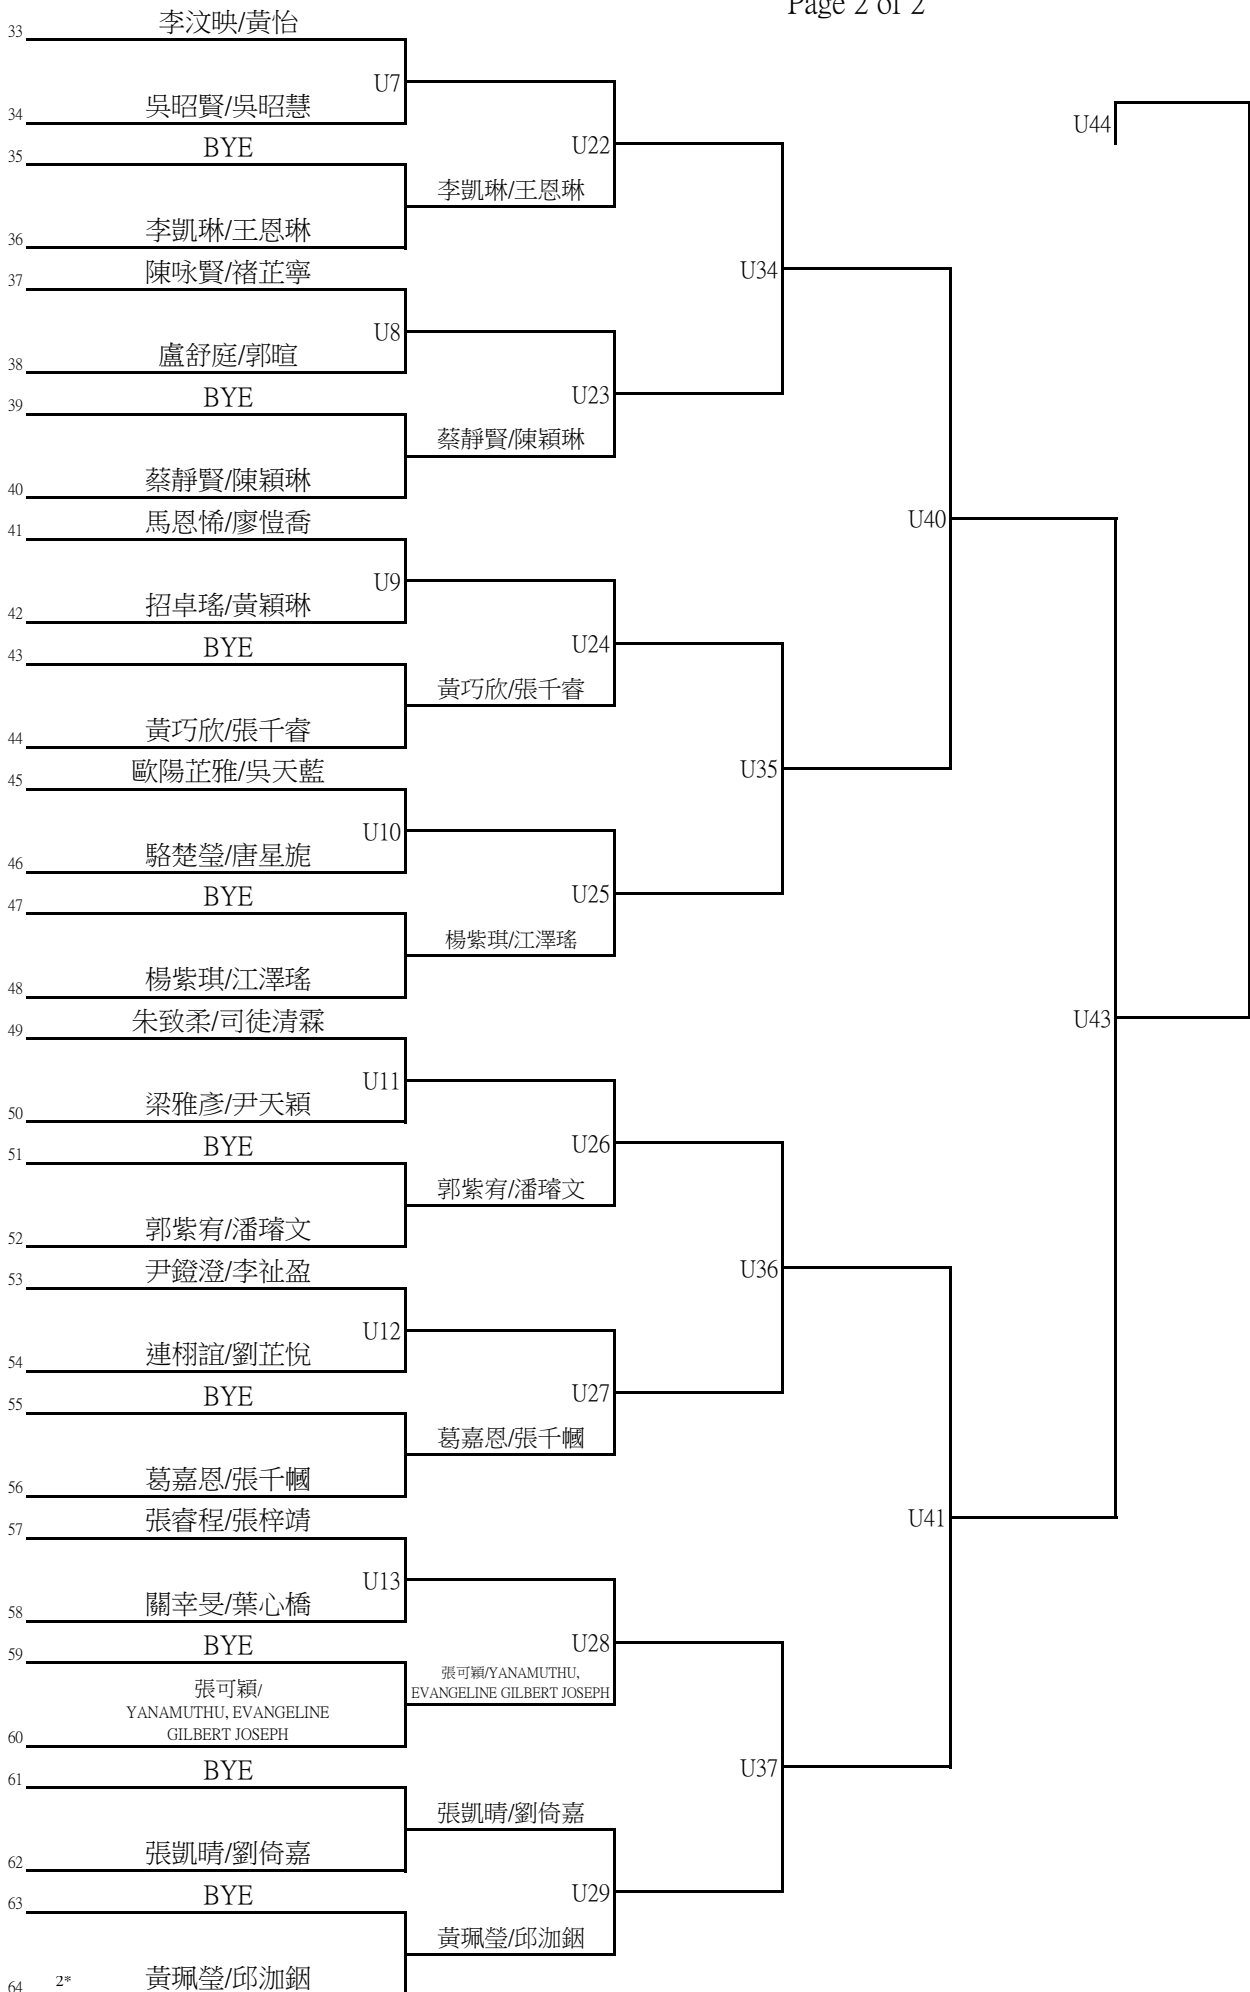 Page 2 of 2
33 李汶映/黃怡
U7
34 吳昭賢/吳昭慧
U44
35 BYE
U22
李凱琳/王恩琳
36 李凱琳/王恩琳
37 陳咏賢/禇芷寧
U34
U8
38 盧舒庭/郭暄
39 BYE
U23
蔡靜賢/陳穎琳
40 蔡靜賢/陳穎琳
41 馬恩悕/廖愷喬
U40
U9
42 招卓瑤/黃穎琳
43 BYE
U24
黃巧欣/張千睿
44 黃巧欣/張千睿
45 歐陽芷雅/吳天藍
U35
U10
46 駱楚瑩/唐星旎
47 BYE
U25
楊紫琪/江澤瑤
48 楊紫琪/江澤瑤
49 朱致柔/司徒清霖
U43
U11
50 梁雅彥/尹天穎
51 BYE
U26
郭紫宥/潘璿文
52 郭紫宥/潘璿文
53 尹鐙澄/李祉盈
U36
U12
54 連栩誼/劉芷悅
55 BYE
U27
葛嘉恩/張千幗
56 葛嘉恩/張千幗
57 張睿程/張梓靖
U41
U13
58 關幸旻/葉心橋
59 BYE
U28
張可穎/YANAMUTHU,
EVANGELINE GILBERT JOSEPH
張可穎/
YANAMUTHU, EVANGELINE
60 GILBERT JOSEPH
61 BYE
U37
張凱晴/劉倚嘉
62 張凱晴/劉倚嘉
63 BYE
U29
黃珮瑩/邱泇銦
64 2* 黃珮瑩/邱泇銦